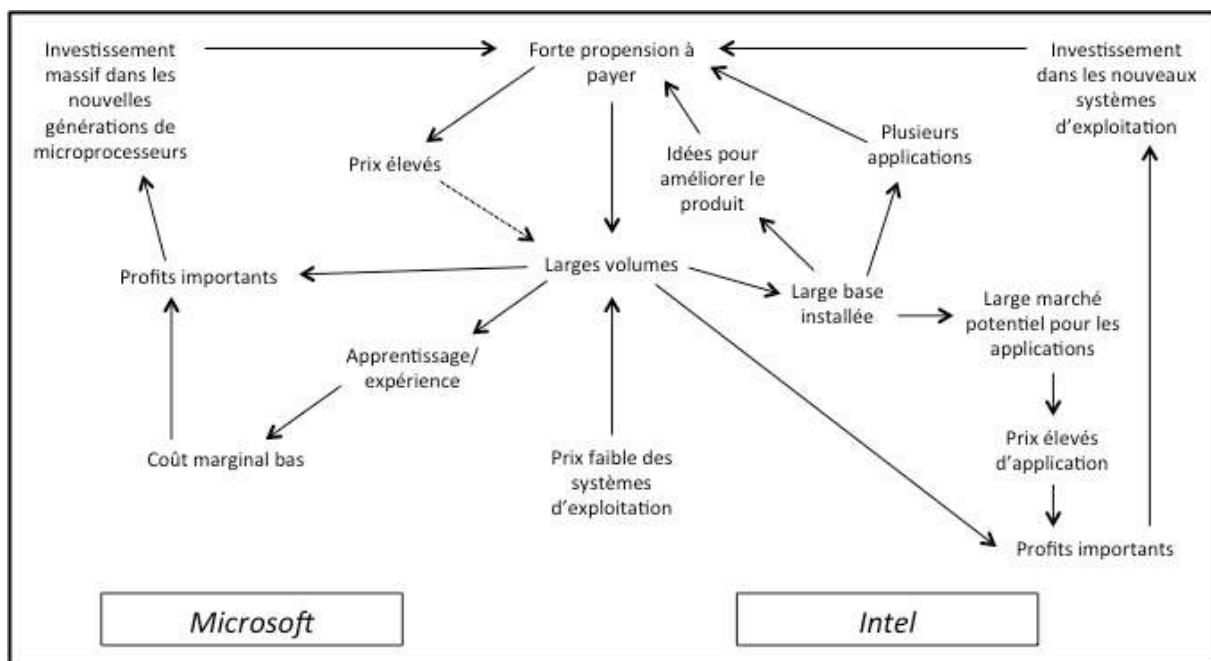 Investissement
massif dans les
nouvelles
générations de
microprocesseurs
Forte propension à
payer
Investissement
dans les nouveaux
systèmes
d’exploitation
Prix élevés
Idées pour
améliorer le
produit
Plusieurs
applications
Profits importants
Larges volumes
Large base
installée
Large marché
potentiel pour les
applications
Apprentissage/
expérience
Coût marginal bas
Prix faible des
systèmes
d’exploitation
Prix élevés
d’application
Profits importants
Microsoft
Intel